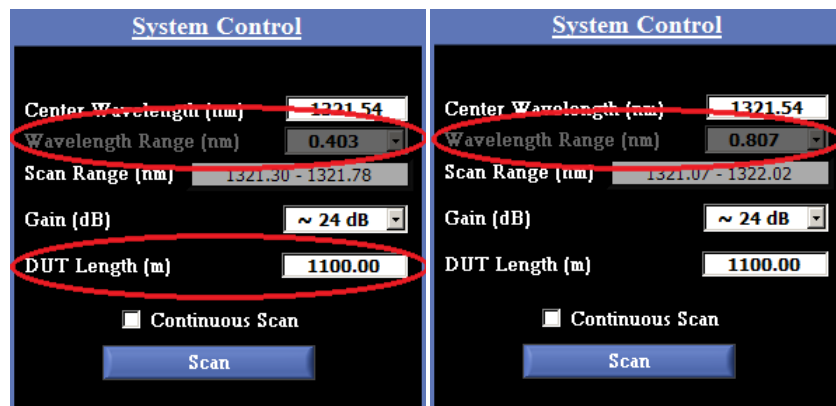 System Control
Center Wavelength (nm) 1321.54
Wavelength Range (nm) 0.403
Scan Range (nm) 1321.30 - 1321.78
Gain (dB) ~ 24 dB
DUT Length (m) 1100.00
Continuous Scan
Scan
System Control
Center Wavelength (nm) 1321.54
Wavelength Range (nm) 0.807
Scan Range (nm) 1321.07 - 1322.02
Gain (dB) ~ 24 dB
DUT Length (m) 1100.00
Continuous Scan
Scan